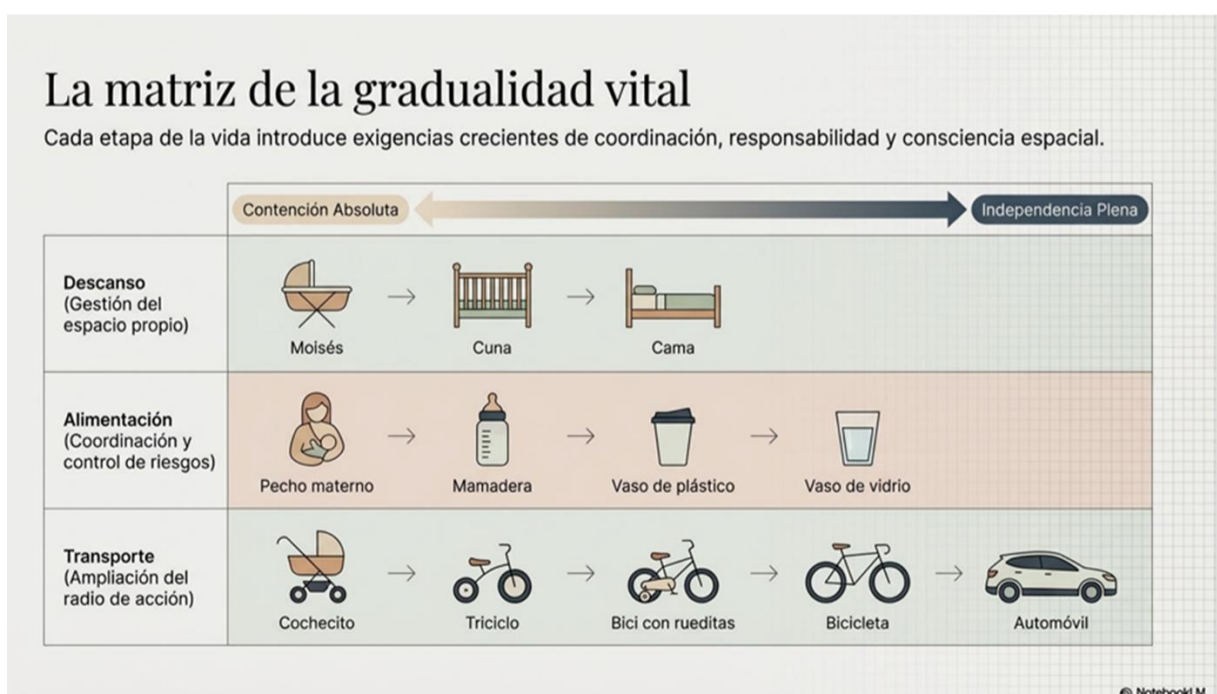 La matriz de la gradualidad vital
Cada etapa de la vida introduce exigencias crecientes de coordinación, responsabilidad y consciencia espacial.
Contención Absoluta
Independencia Plena
Descanso
(Gestión del
espacio propio)
Moisés
Cuna
Cama
Alimentación
(Coordinación y
control de riesgos)
Pecho materno
Mamadera
Vaso de plástico
Vaso de vidrio
Transporte
(Ampliación del
radio de acción)
Cochecito
Triciclo
Bici con rueditas
Bicicleta
Automóvil
NotebookLM